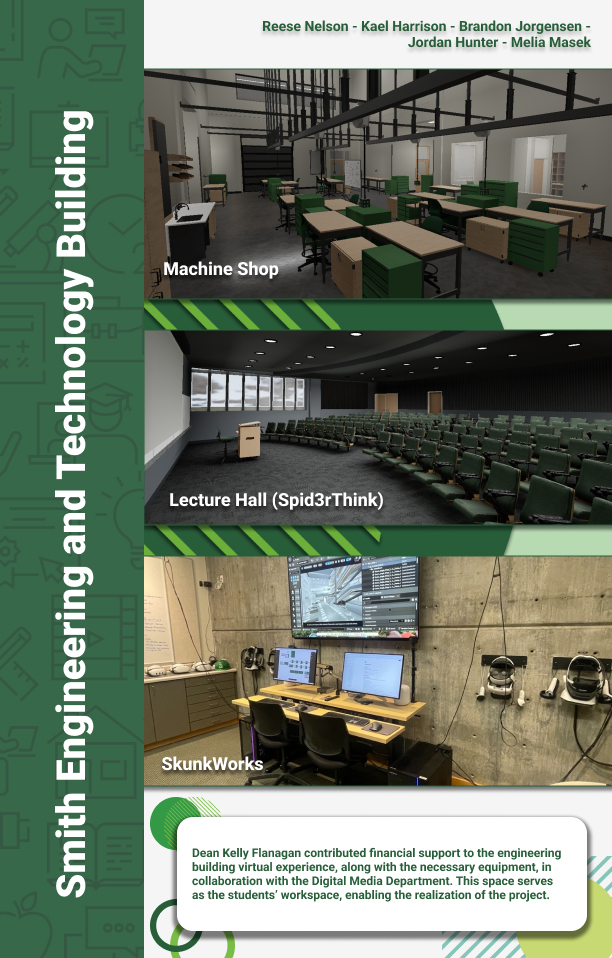 Reese Nelson - Kael Harrison - Brandon Jorgensen -
Jordan Hunter - Melia Masek
Smith Engineering and Technology Building
Machine Shop
Lecture Hall (Spid3rThink)
SkunkWorks
Dean Kelly Flanagan contributed financial support to the engineering
building virtual experience, along with the necessary equipment, in
collaboration with the Digital Media Department. This space serves
as the students’ workspace, enabling the realization of the project.